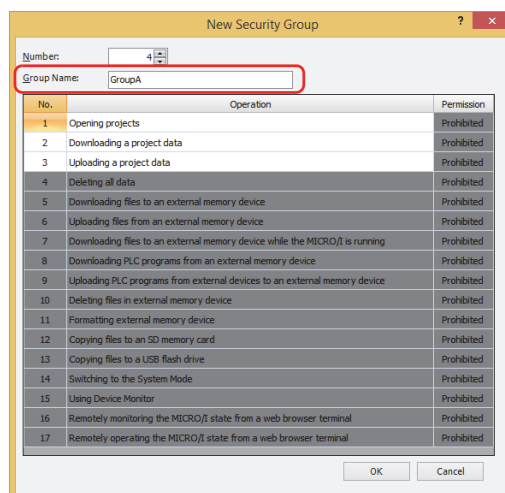 New Security Group
? ×
Number: 4
Group Name: GroupA
No. Operation Permission
1 Opening projects Prohibited
2 Downloading a project data Prohibited
3 Uploading a project data Prohibited
4 Deleting all data Prohibited
5 Downloading files to an external memory device Prohibited
6 Uploading files from an external memory device Prohibited
7 Downloading files to an external memory device while the MICRO/I is running Prohibited
8 Downloading PLC programs from an external memory device Prohibited
9 Uploading PLC programs from external devices to an external memory device Prohibited
10 Deleting files in external memory device Prohibited
11 Formatting external memory device Prohibited
12 Copying files to an SD memory card Prohibited
13 Copying files to a USB flash drive Prohibited
14 Switching to the System Mode Prohibited
15 Using Device Monitor Prohibited
16 Remotely monitoring the MICRO/I state from a web browser terminal Prohibited
17 Remotely operating the MICRO/I state from a web browser terminal Prohibited
OK Cancel